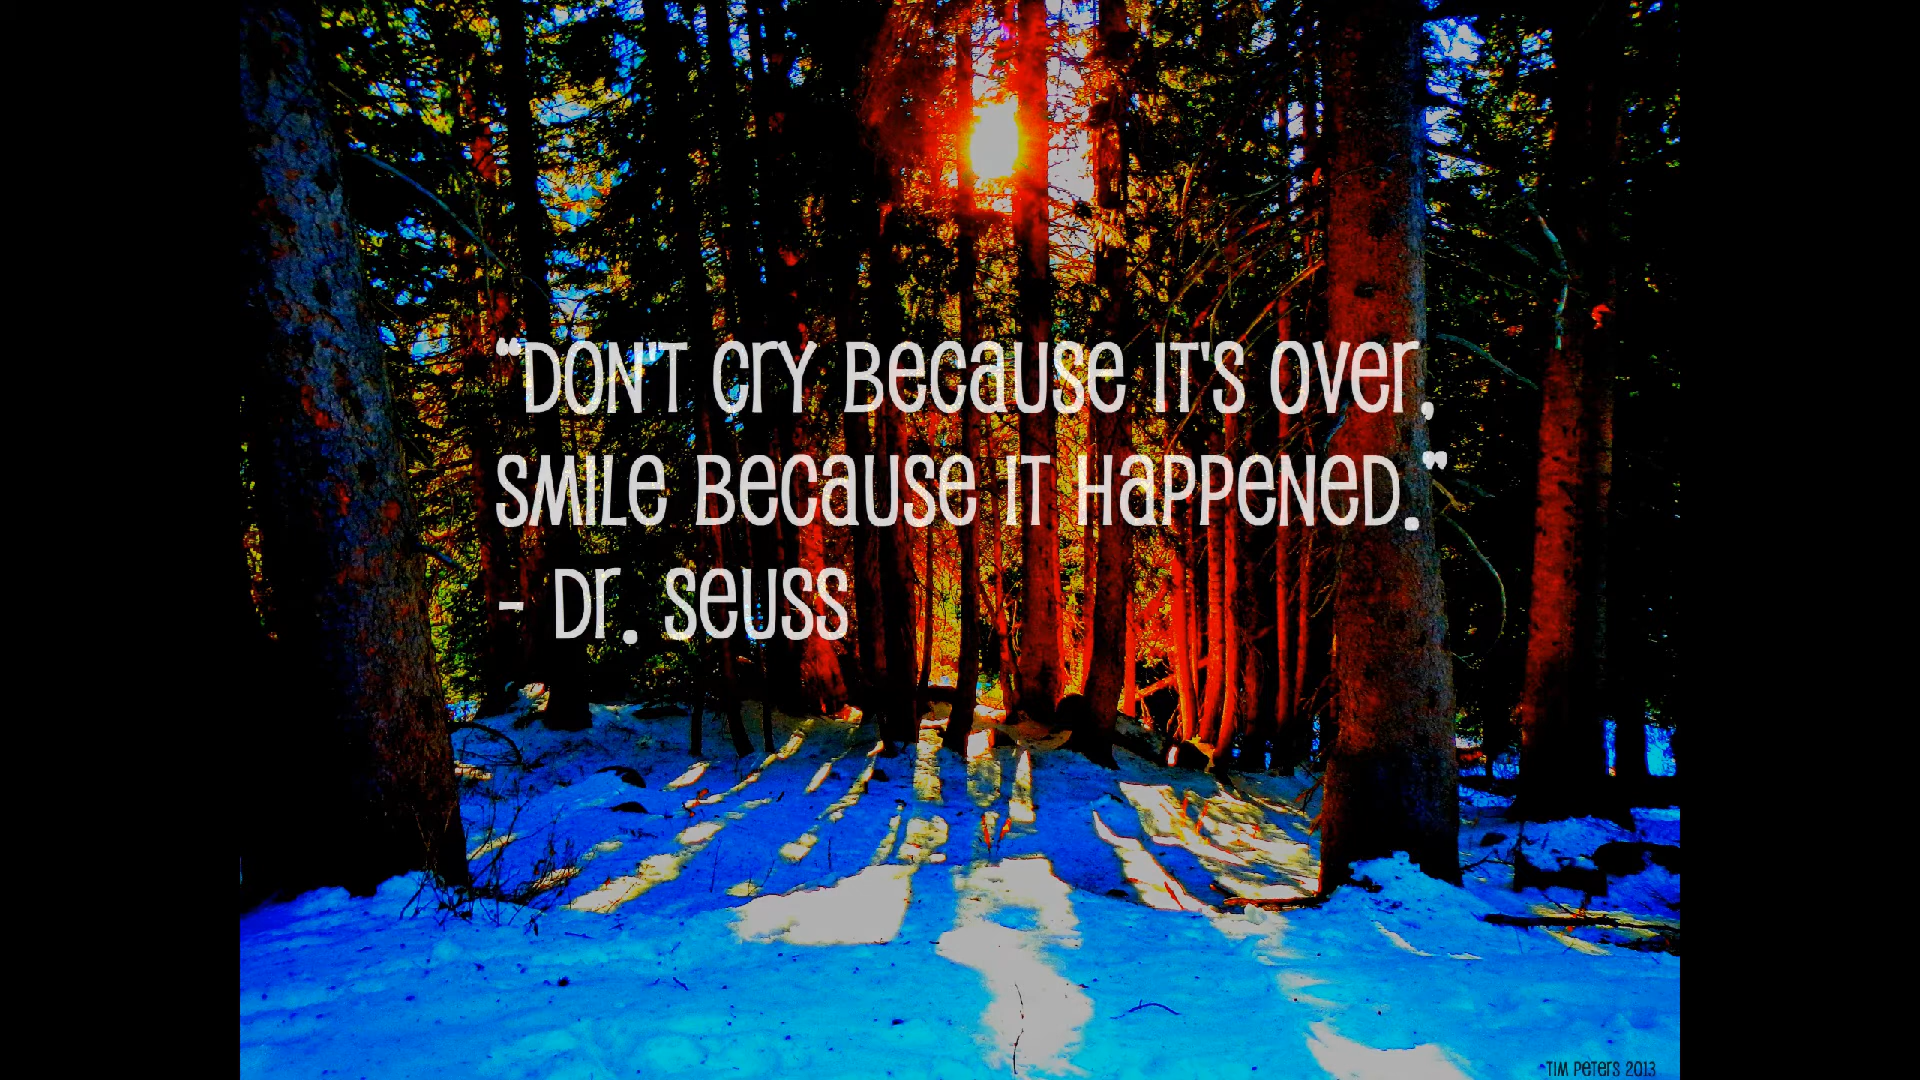 “DON'T Cry Because IT'S Over,
SMILE Because IT Happened.”
- Dr. Seuss
TIM Peters 2013